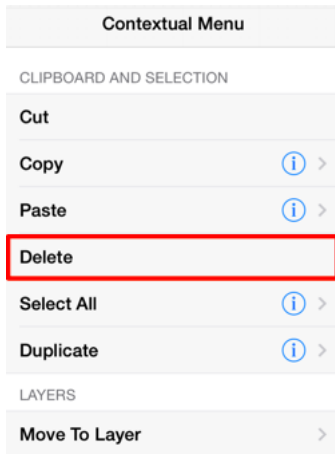 Contextual Menu
CLIPBOARD AND SELECTION
Cut
Copy
Paste
Delete
Select All
Duplicate
LAYERS
Move To Layer